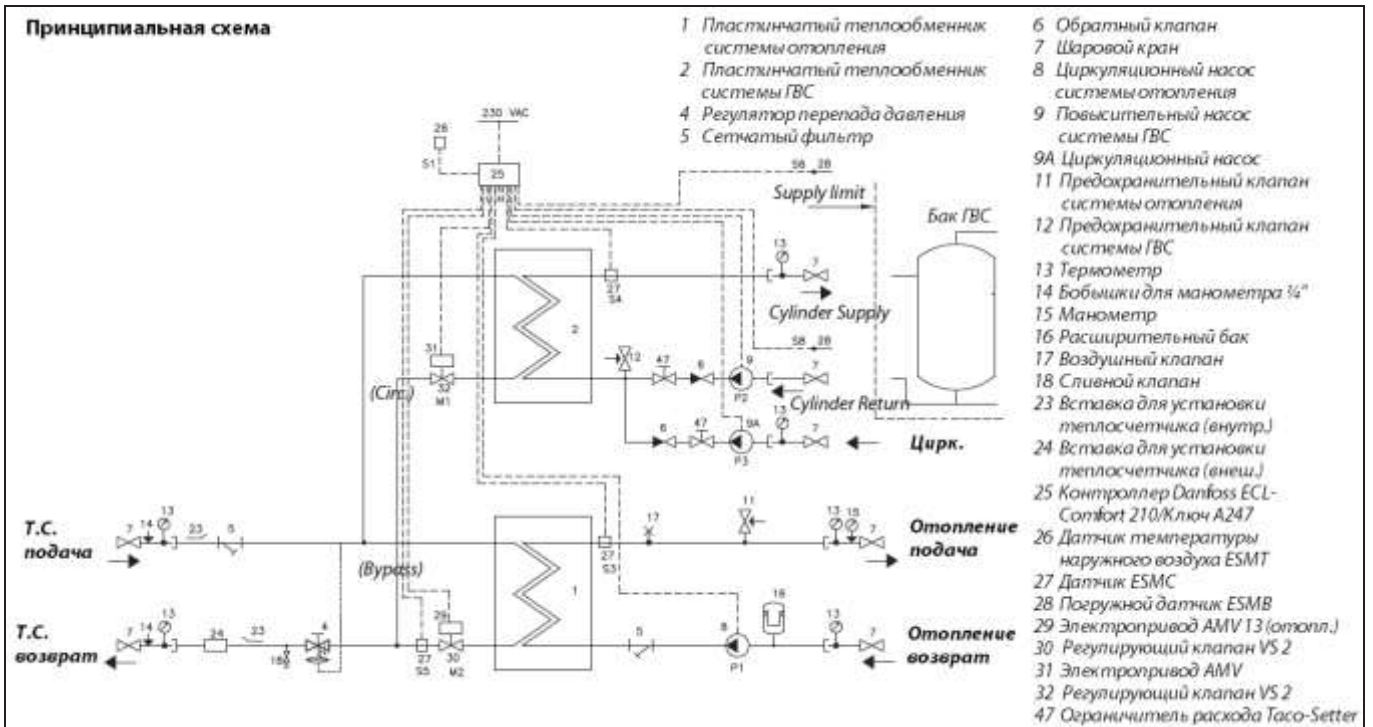 Принципиальная схема
1 Пластинчатый теплообменник
системы отопления
2 Пластинчатый теплообменник
системы ГВС
4 Регулятор перепада давления
5 Сетчатый фильтр
6 Обратный клапан
7 Шаровой кран
8 Циркуляционный насос
системы отопления
9 Повысительный насос
системы ГВС
9A Циркуляционный насос
11 Предохранительный клапан
системы отопления
12 Предохранительный клапан
системы ГВС
13 Термометр
14 Бобышки для манометра ¼"
15 Манометр
16 Расширительный бак
17 Воздушный клапан
18 Сливной клапан
23 Вставка для установки
теплосчетчика (внутр.)
24 Вставка для установки
теплосчетчика (внеш.)
25 Контроллер Danfoss ECL-
Comfort 210/Ключ A247
26 Датчик температуры
наружного воздуха ESMT
27 Датчик ESMC
28 Погружной датчик ESMB
29 Электропривод AMV 13 (отопл.)
30 Регулирующий клапан VS 2
31 Электропривод AMV
32 Регулирующий клапан VS 2
47 Ограничитель расхода Taco-Setter
230 VAC
26
S1
25
S6 28
Supply limit
Бак ГВС
13
7
27
S4
Cylinder Supply
2
31
12 47 6 9
S8 28
7
32
M1
(Circ.)
P2
Cylinder Return
13
6 47 9A
7
P3
Цирк.
Т.С.
подача
7 14 13 23 5
(Bypass)
27
S3
17
11
13 15 7
Отопление
подача
1
Т.С.
возврат
7 14 13 24 23
18
4
27
S5
29
30
M2
5
8
P1
16
13
7
Отопление
возврат